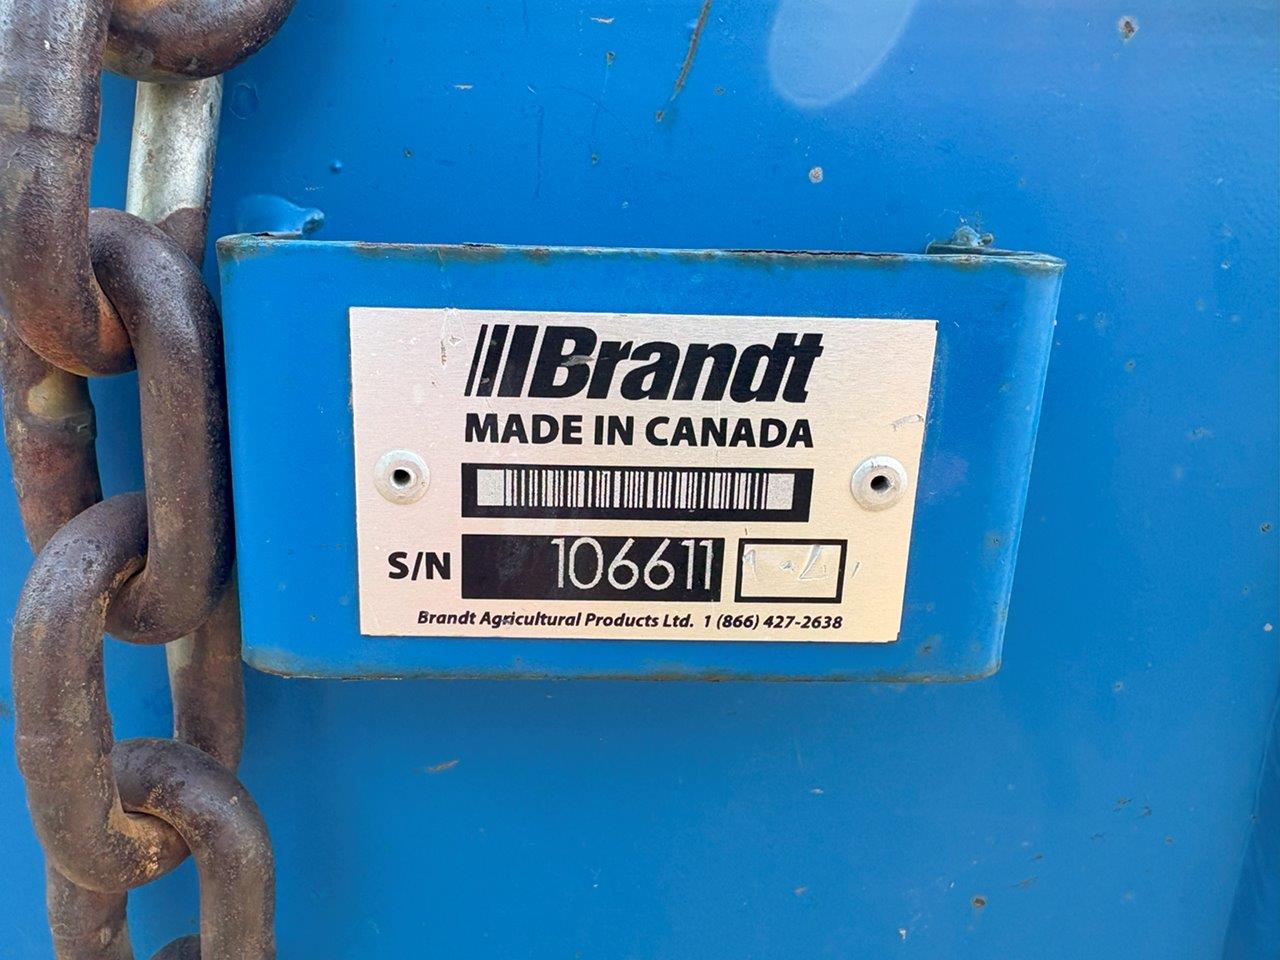 Brandt
MADE IN CANADA
S/N 106611
Brandt Agricultural Products Ltd. 1 (866) 427-2638